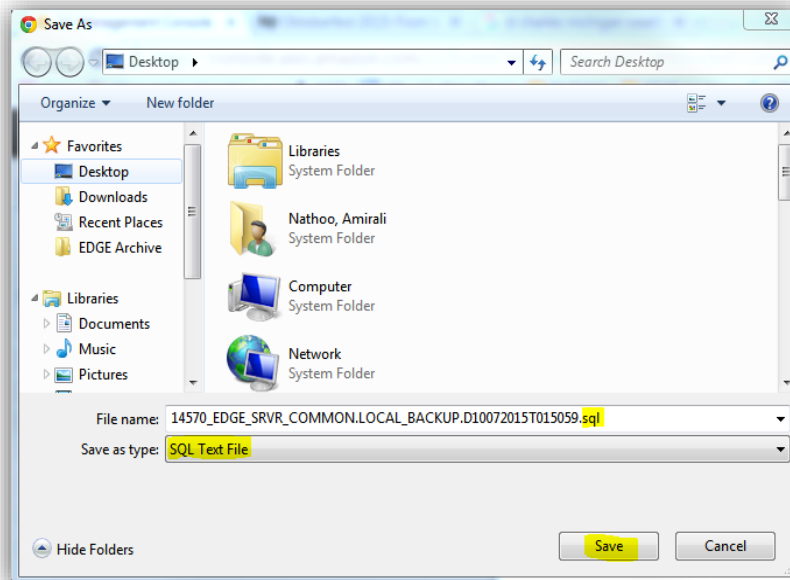 Save As
Desktop
Search Desktop
Organize
New folder
Favorites
Desktop
Downloads
Recent Places
EDGE Archive
Libraries
Documents
Music
Pictures
Libraries
System Folder
Nathoo, Amirali
System Folder
Computer
System Folder
Network
System Folder
File name: 14570_EDGE_SRVR_COMMON.LOCAL_BACKUP.D10072015T015059.sql
Save as type: SQL Text File
Hide Folders
Save
Cancel